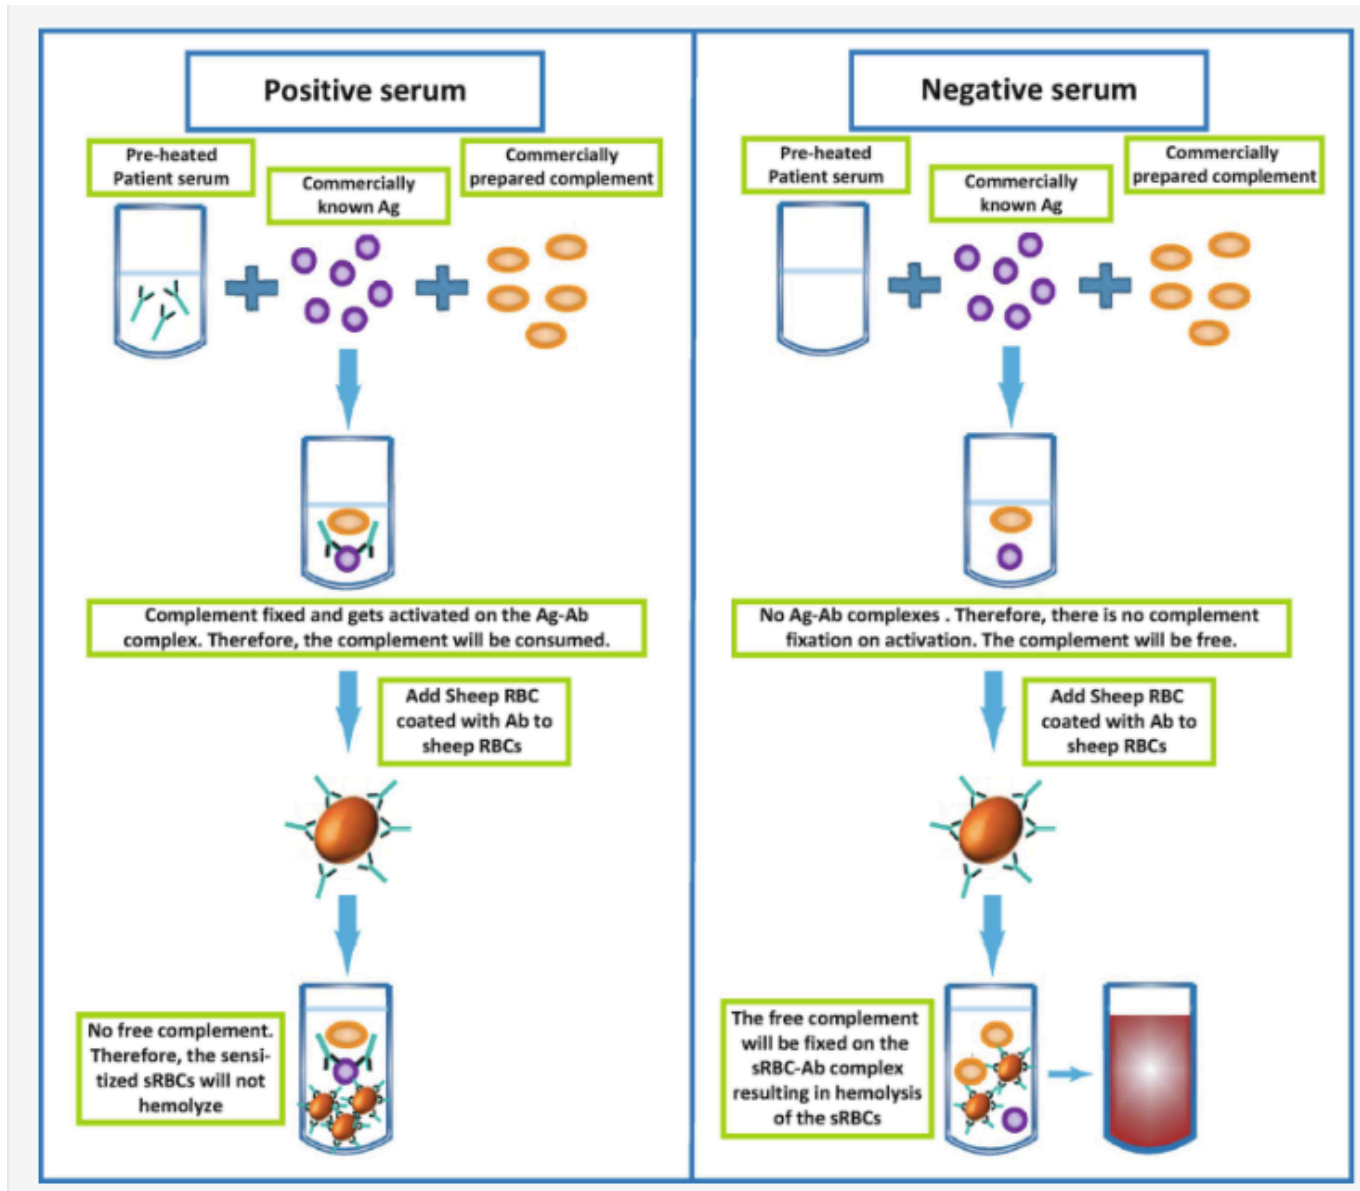 Positive serum
Pre-heated
Patient serum
Commercially
known Ag
Commercially
prepared complement
Complement fixed and gets activated on the Ag-Ab
complex. Therefore, the complement will be consumed.
Add Sheep RBC
coated with Ab to
sheep RBCs
No free complement.
Therefore, the sensi-
tized sRBCs will not
hemolyze
Negative serum
Pre-heated
Patient serum
Commercially
known Ag
Commercially
prepared complement
No Ag-Ab complexes . Therefore, there is no complement
fixation on activation. The complement will be free.
Add Sheep RBC
coated with Ab to
sheep RBCs
The free complement
will be fixed on the
sRBC-Ab complex
resulting in hemolysis
of the sRBCs